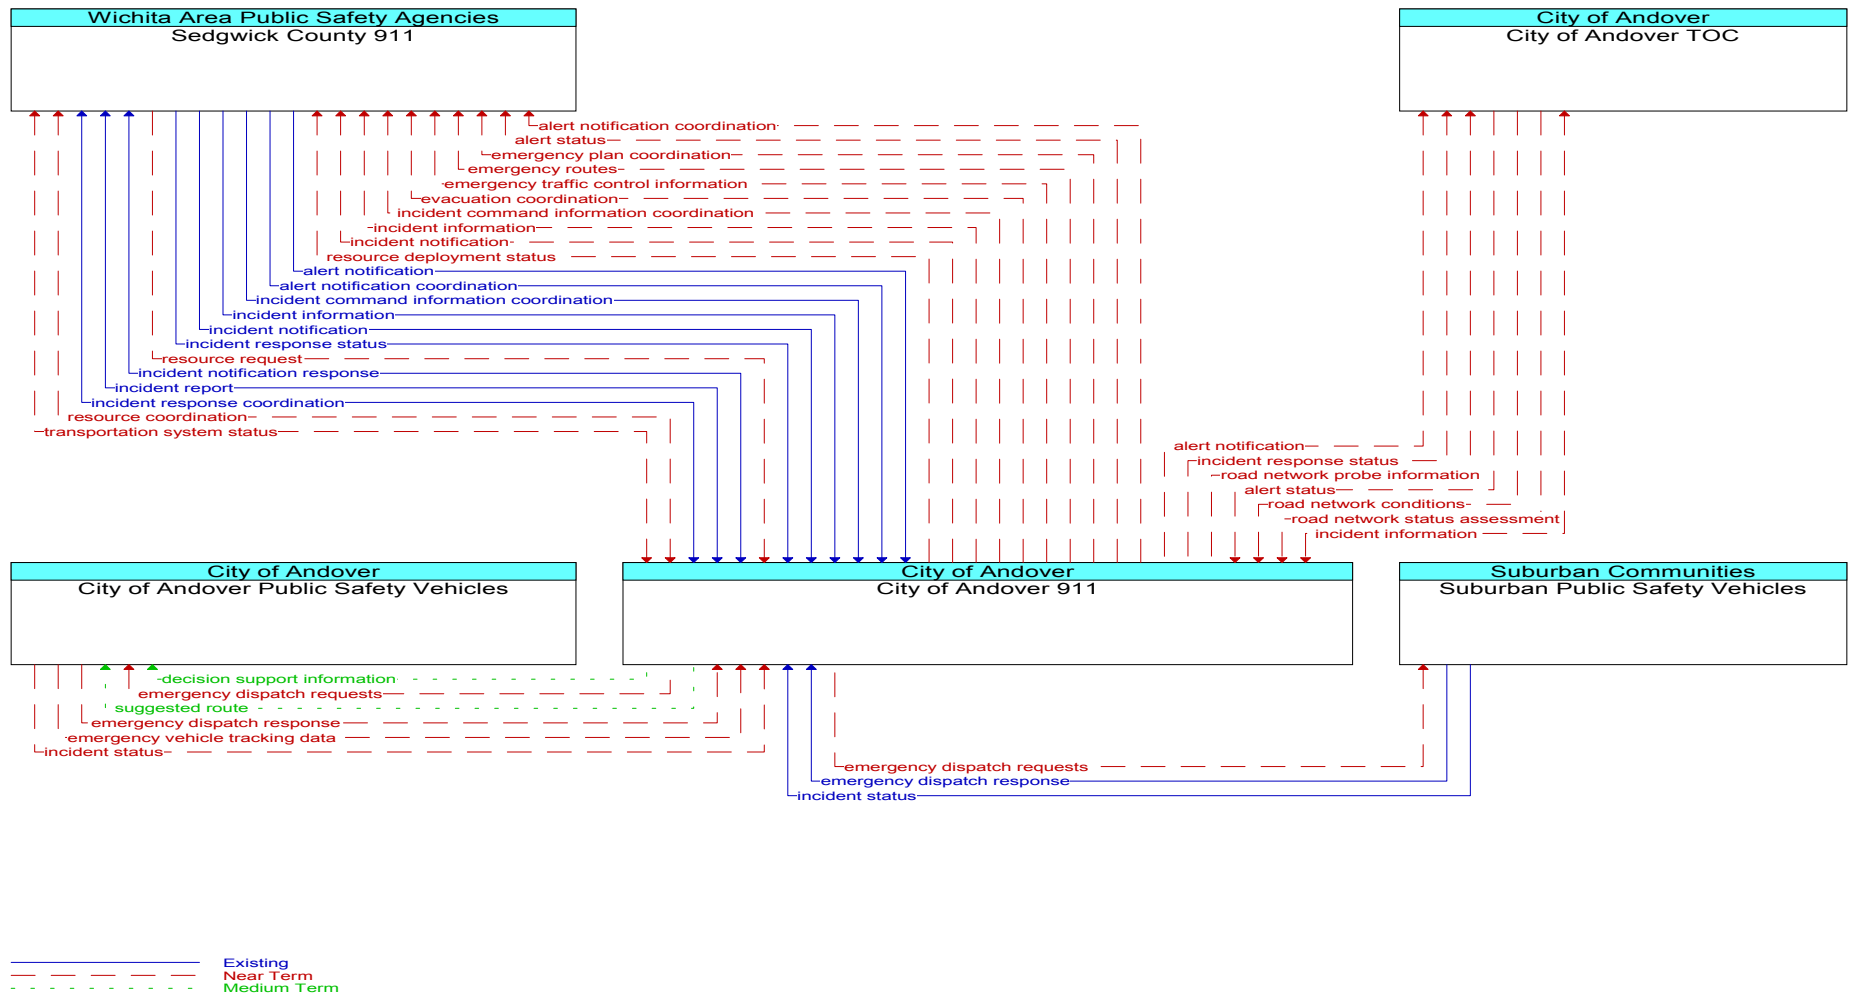 Wichita Area Public Safety Agencies
Sedgwick County 911
City of Andover
City of Andover TOC
alert notification coordination
alert status
emergency plan coordination
emergency routes
emergency traffic control information
evacuation coordination
incident command information coordination
incident information
incident notification
resource deployment status
alert notification
alert notification coordination
incident command information coordination
incident information
incident notification
incident response status
resource request
incident notification response
incident report
incident response coordination
resource coordination
transportation system status
alert notification
incident response status
road network probe information
alert status
road network conditions
road network status assessment
incident information
City of Andover
City of Andover Public Safety Vehicles
City of Andover
City of Andover 911
Suburban Communities
Suburban Public Safety Vehicles
decision support information
emergency dispatch requests
suggested route
emergency dispatch response
emergency vehicle tracking data
incident status
emergency dispatch requests
emergency dispatch response
incident status
Existing
Near Term
Medium Term